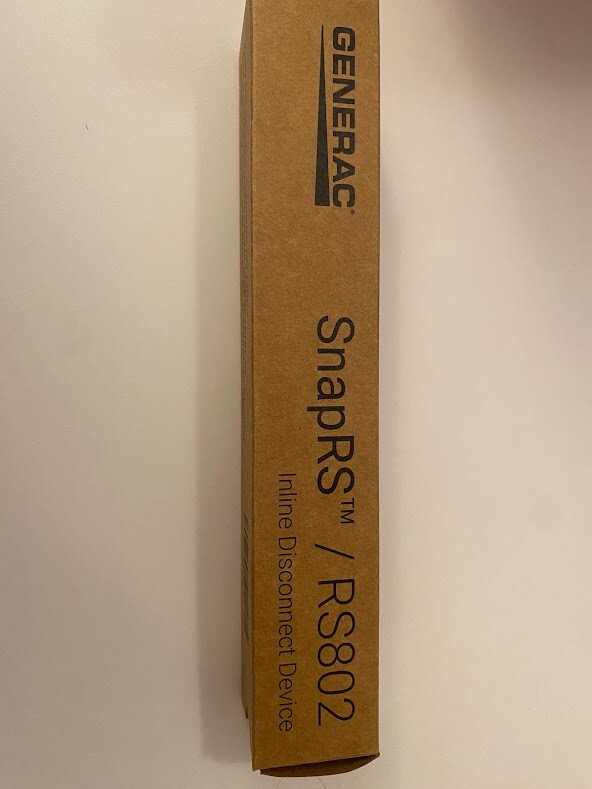 GENERAC®
SnapRS™ / RS802
Inline Disconnect Device